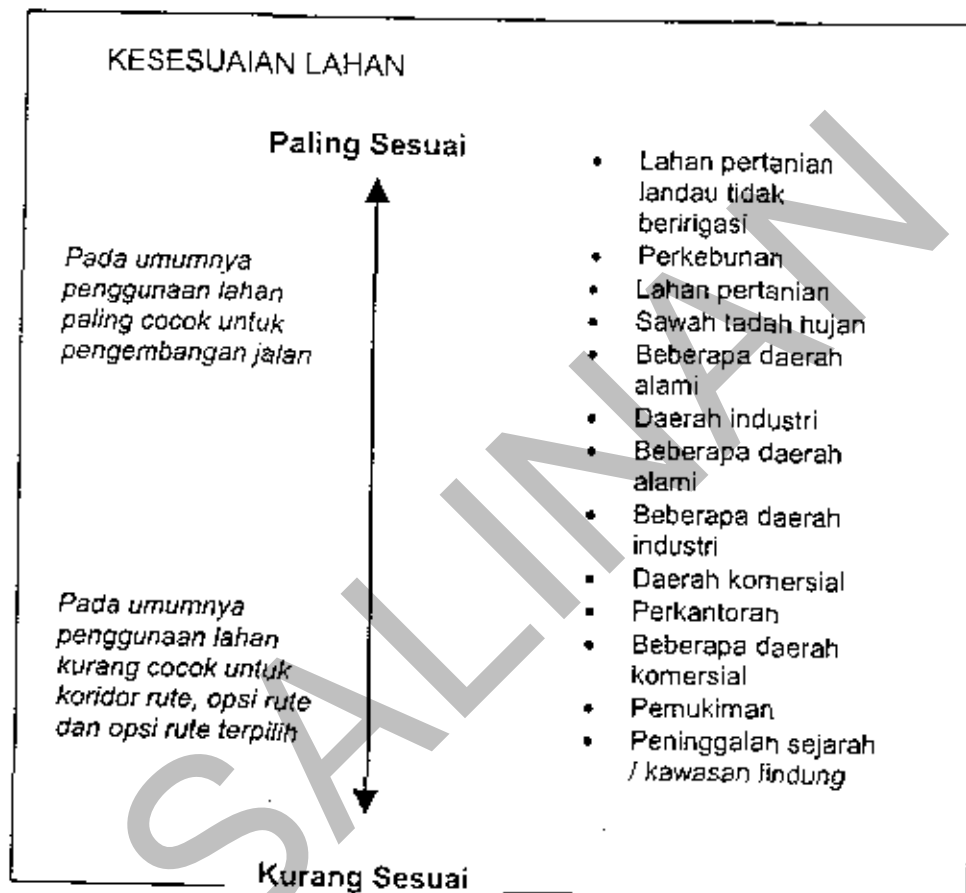 KESESUAIAN LAHAN
Paling Sesuai
Pada umumnya
penggunaan lahan
paling cocok untuk
pengembangan jalan
Pada umumnya
penggunaan lahan
kurang cocok untuk
koridor rute, opsi rute
dan opsi rute terpilih
• Lahan pertanian
landau tidak
beririgasi
• Perkebunan
• Lahan pertanian
• Sawah tadah hujan
• Beberapa daerah
alami
• Daerah industri
• Beberapa daerah
alami
• Beberapa daerah
industri
• Daerah komersial
• Perkantoran
• Beberapa daerah
komersial
• Pemukiman
• Peninggalan sejarah
/ kawasan lindung
Kurang Sesuai
SALINAN